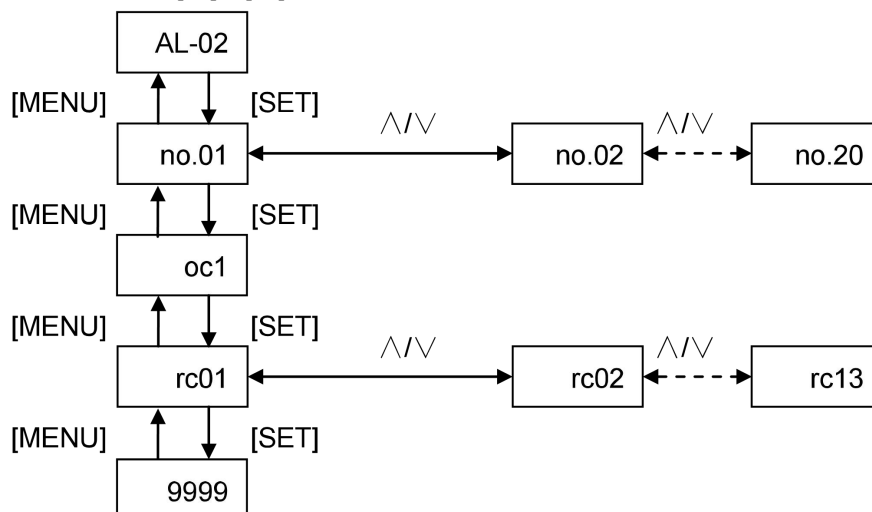 AL-02
[MENU] [SET]
∧/∨ ∧/∨
no.01 no.02 no.20
[MENU] [SET]
oc1
[MENU] [SET]
∧/∨ ∧/∨
rc01 rc02 rc13
[MENU] [SET]
9999